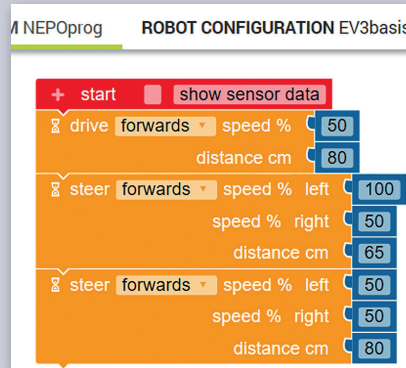 NEPOprog ROBOT CONFIGURATION EV3basis
+ start show sensor data
drive forwards speed % 50
distance cm 80
steer forwards speed % left 100
speed % right 50
distance cm 65
steer forwards speed % left 50
speed % right 50
distance cm 80